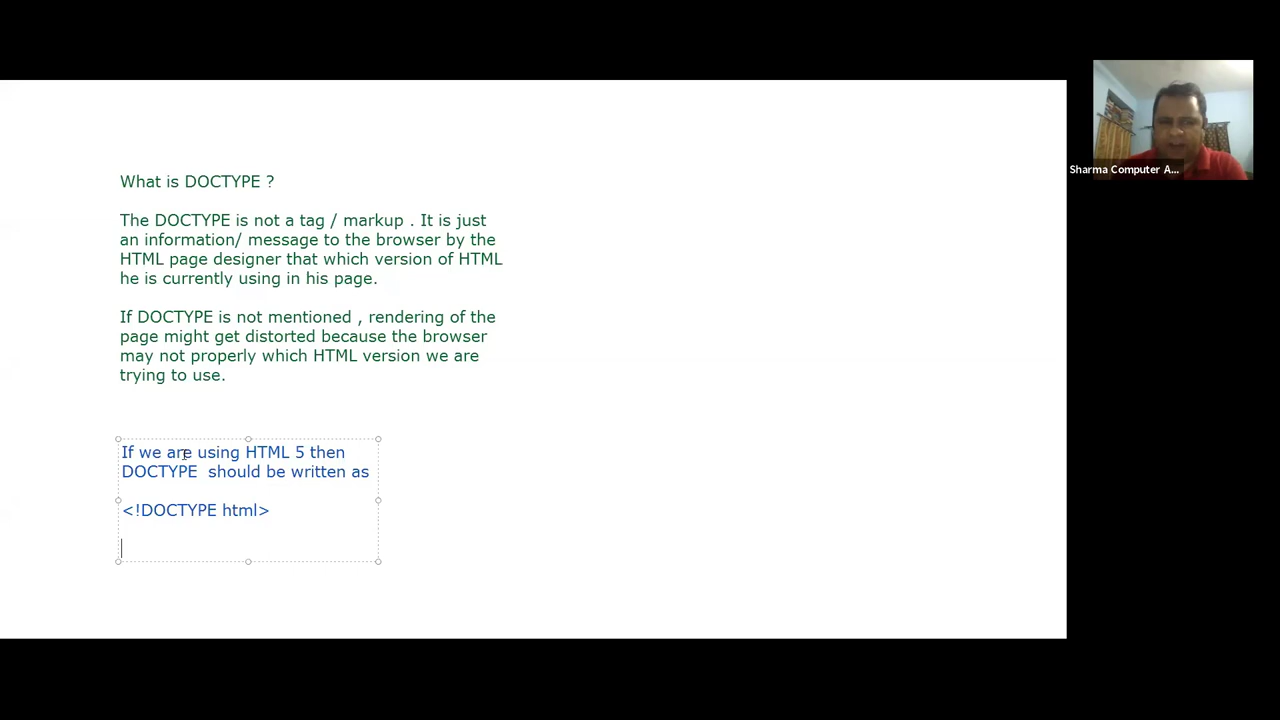 What is DOCTYPE ?
The DOCTYPE is not a tag / markup . It is just
an information/ message to the browser by the
HTML page designer that which version of HTML
he is currently using in his page.
If DOCTYPE is not mentioned , rendering of the
page might get distorted because the browser
may not properly which HTML version we are
trying to use.
If we are using HTML 5 then
DOCTYPE  should be written as
<!DOCTYPE html>
Sharma Computer A...